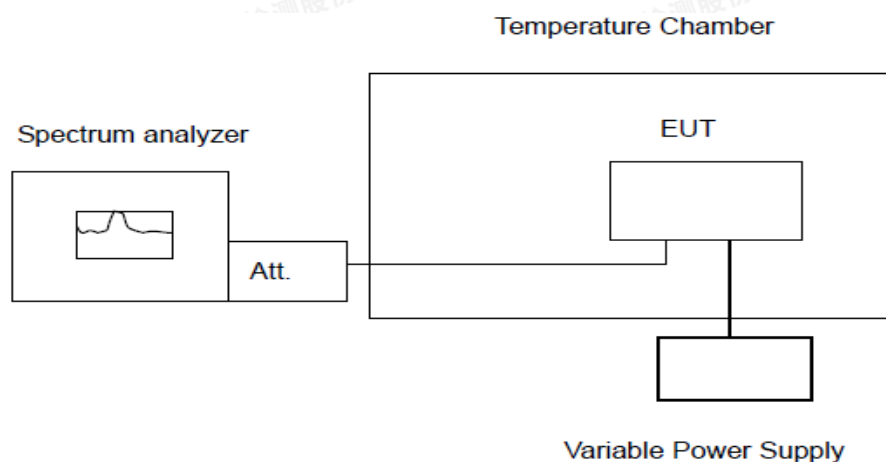 Temperature Chamber
Spectrum analyzer
EUT
Att.
Variable Power Supply